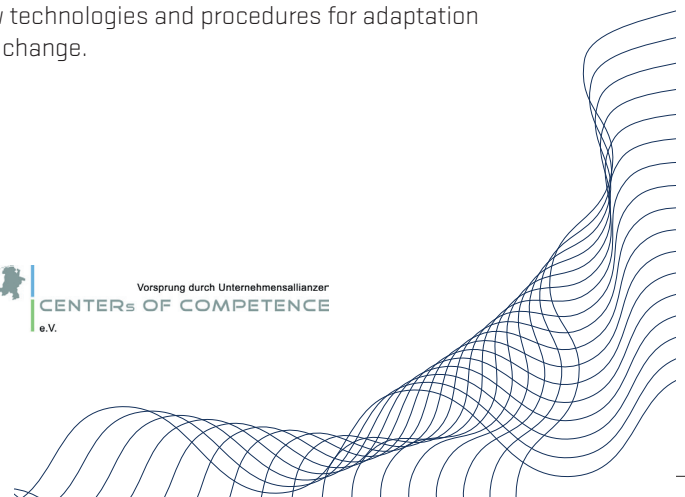 technologies and procedures for adaptation
change.
Vorsprung durch Unternehmensallianzen
CENTERs OF COMPETENCE
e.V.